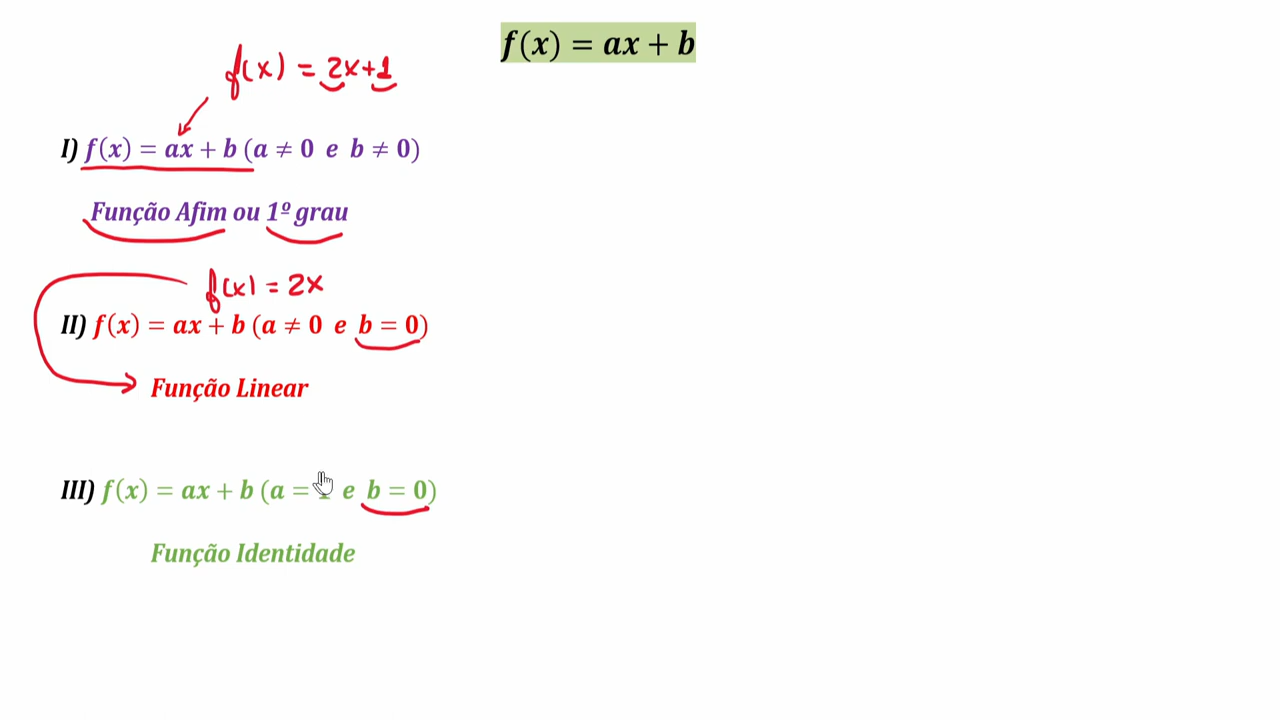 f(x) = ax + b
f(x) = 2x+1
I) f(x) = ax + b (a ≠ 0 e b ≠ 0)
Função Afim ou 1º grau
f(x) = 2x
II) f(x) = ax + b (a ≠ 0 e b = 0)
Função Linear
III) f(x) = ax + b (a = e b = 0)
Função Identidade